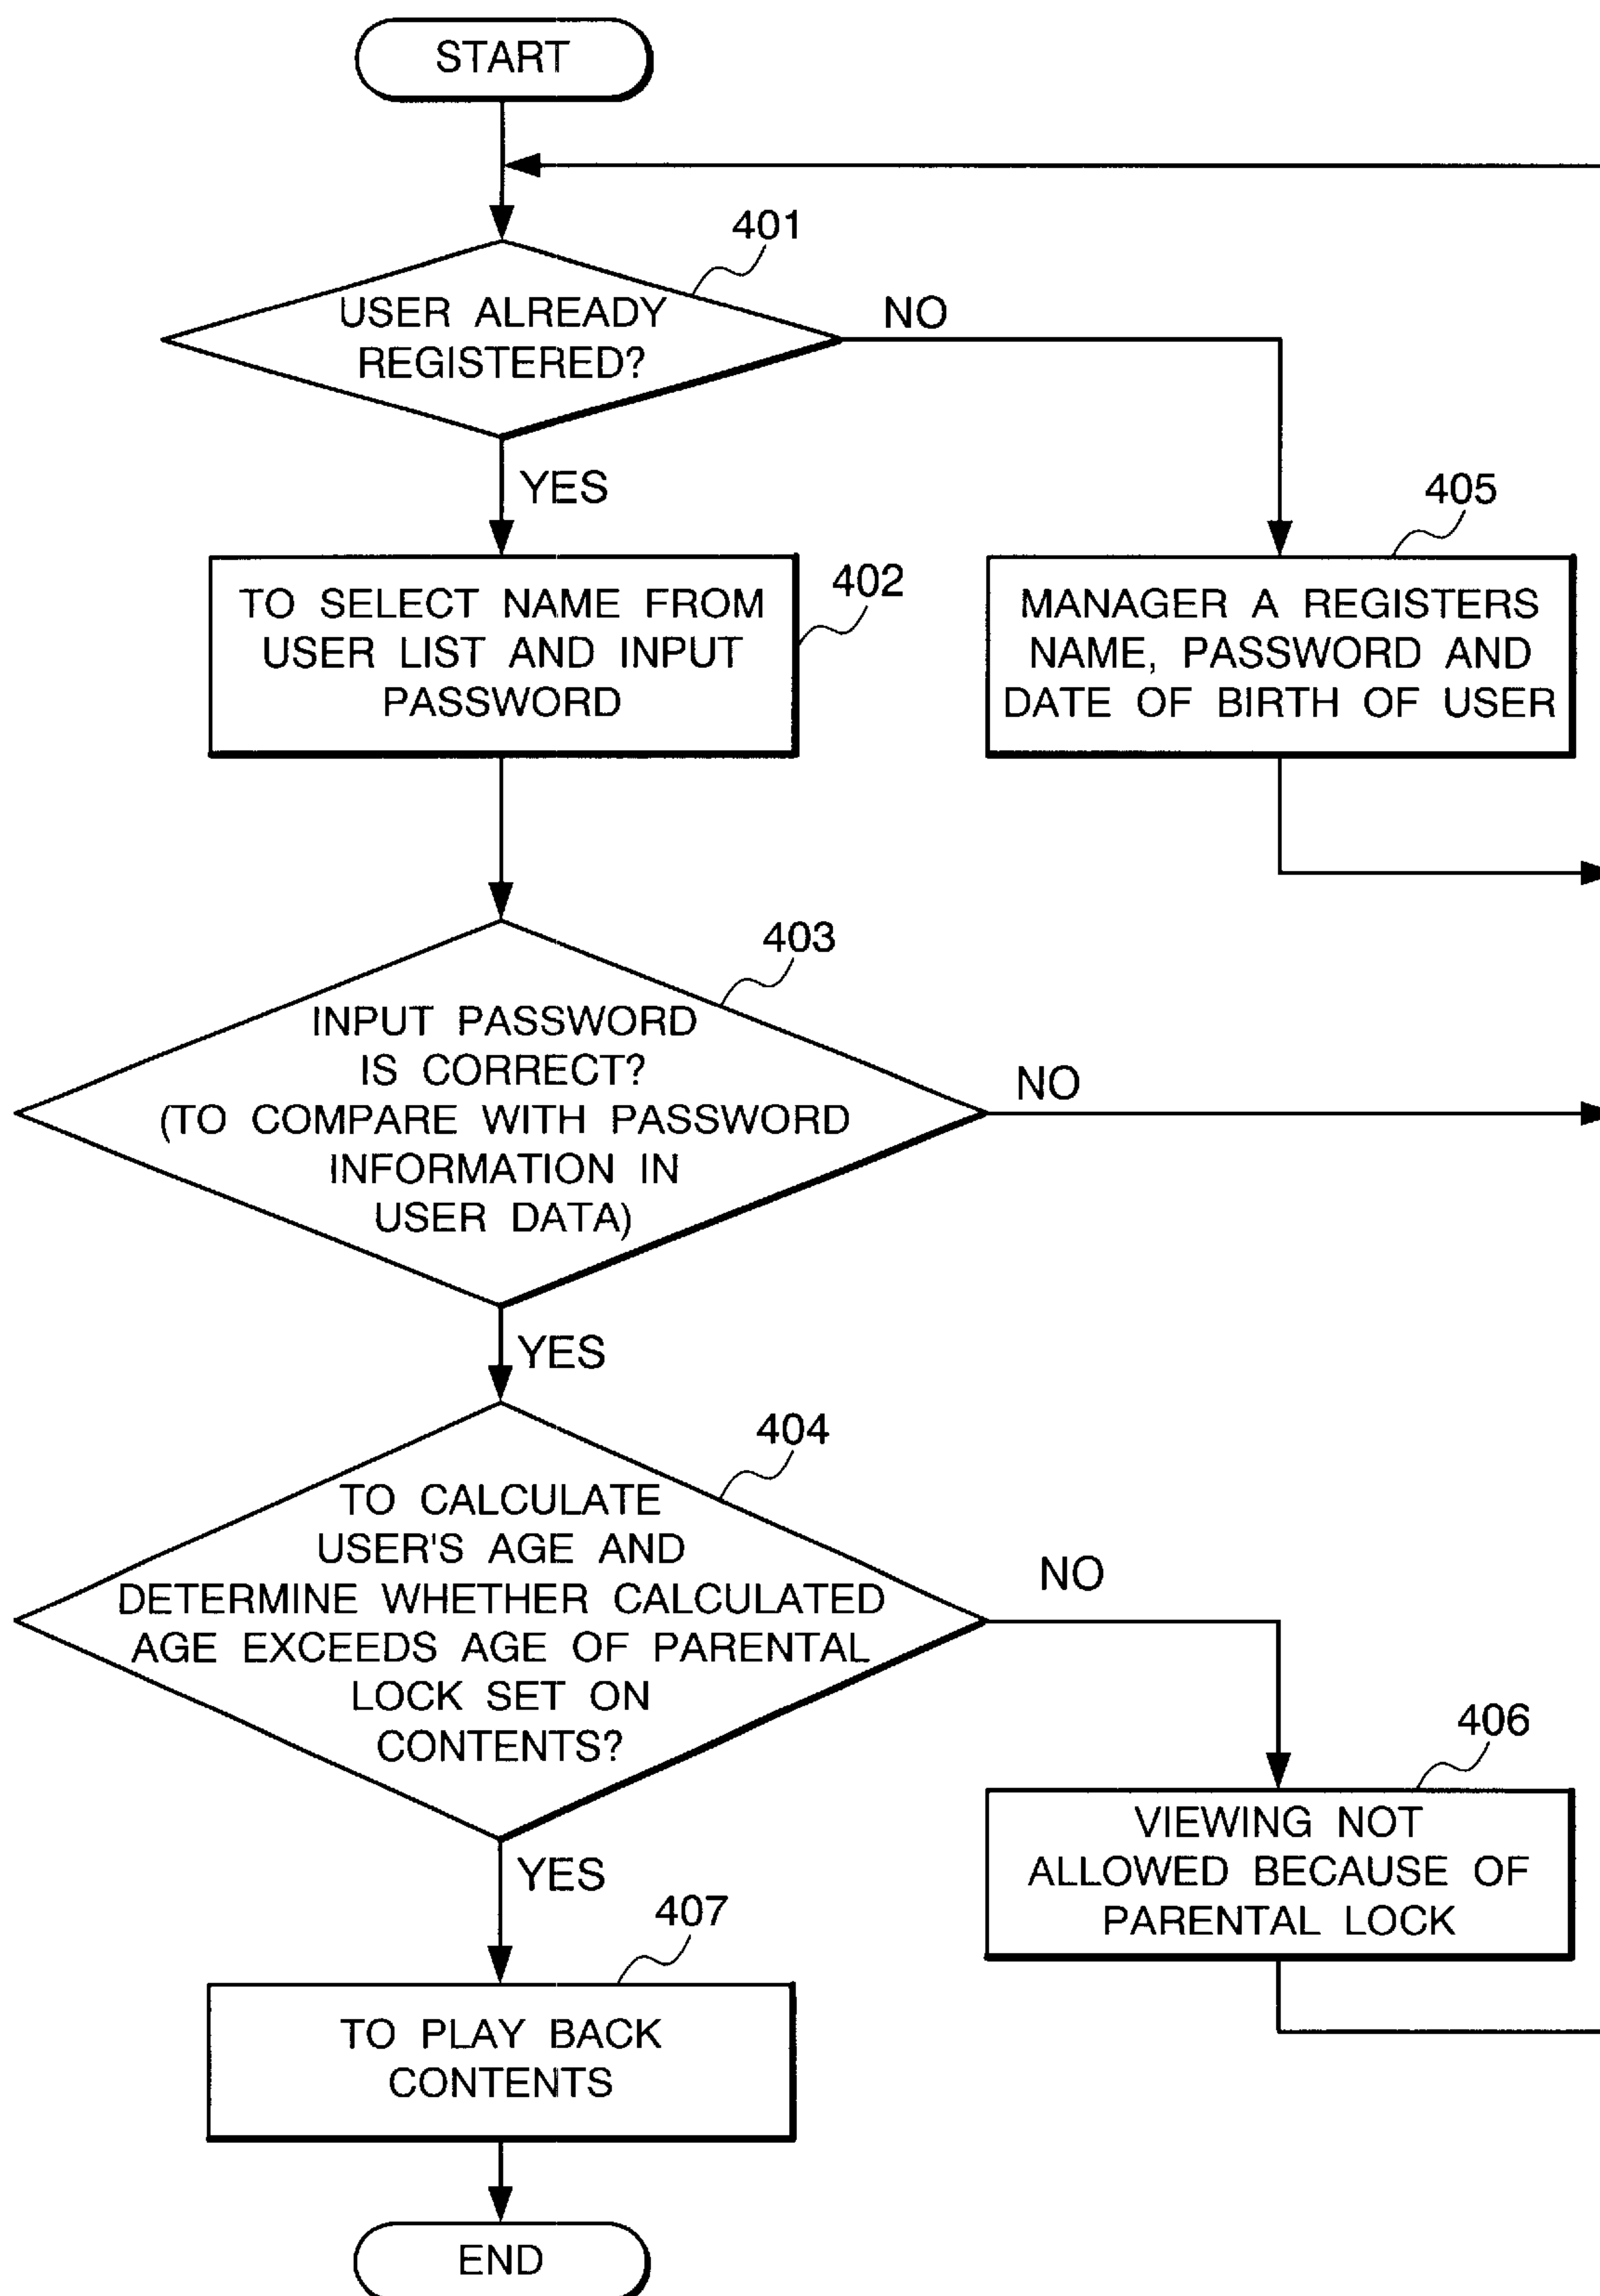 START
401
USER ALREADY
REGISTERED?
NO
YES
402
TO SELECT NAME FROM
USER LIST AND INPUT
PASSWORD
405
MANAGER A REGISTERS
NAME, PASSWORD AND
DATE OF BIRTH OF USER
403
INPUT PASSWORD
IS CORRECT?
(TO COMPARE WITH PASSWORD
INFORMATION IN
USER DATA)
NO
YES
404
TO CALCULATE
USER'S AGE AND
DETERMINE WHETHER CALCULATED
AGE EXCEEDS AGE OF PARENTAL
LOCK SET ON
CONTENTS?
NO
YES
406
VIEWING NOT
ALLOWED BECAUSE OF
PARENTAL LOCK
407
TO PLAY BACK
CONTENTS
END